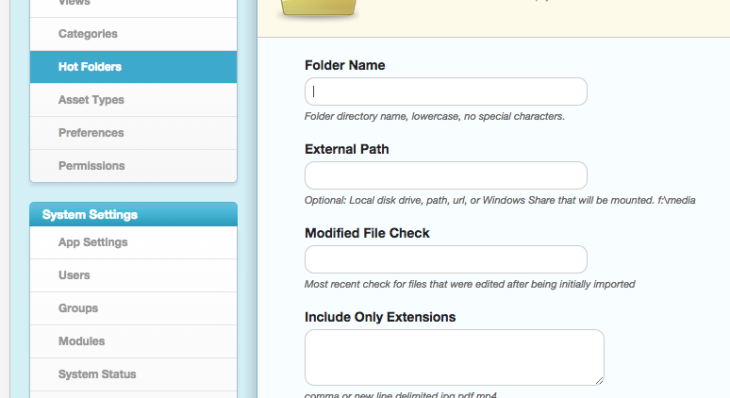 Views
Categories
Hot Folders
Asset Types
Preferences
Permissions
System Settings
App Settings
Users
Groups
Modules
System Status
Folder Name
Folder directory name, lowercase, no special characters.
External Path
Optional: Local disk drive, path, url, or Windows Share that will be mounted. f:\media
Modified File Check
Most recent check for files that were edited after being initially imported
Include Only Extensions
comma or new line delimited jpg pdf mp4